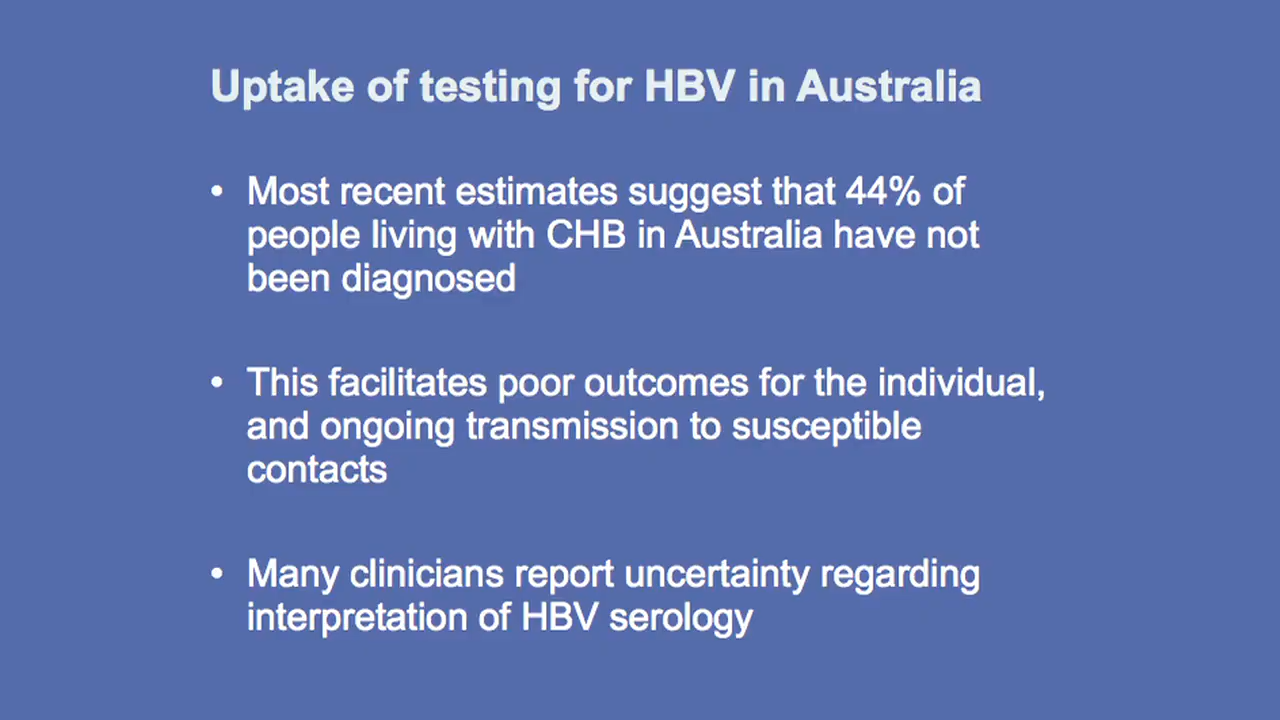 Uptake of testing for HBV in Australia
• Most recent estimates suggest that 44% of
people living with CHB in Australia have not
been diagnosed
• This facilitates poor outcomes for the individual,
and ongoing transmission to susceptible
contacts
• Many clinicians report uncertainty regarding
interpretation of HBV serology